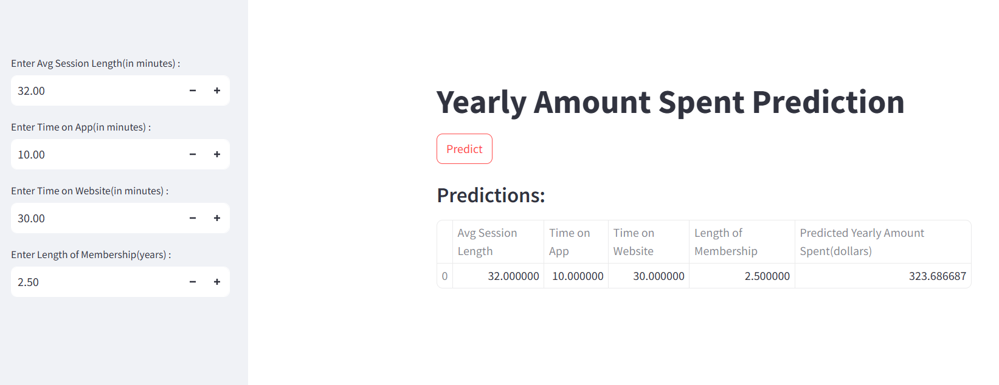 Enter Avg Session Length(in minutes) :
32.00
Enter Time on App(in minutes) :
10.00
Enter Time on Website(in minutes) :
30.00
Enter Length of Membership(years) :
2.50
Yearly Amount Spent Prediction
Predict
Predictions:
Avg Session Length Time on App Time on Website Length of Membership Predicted Yearly Amount Spent(dollars)
0 32.000000 10.000000 30.000000 2.500000 323.686687